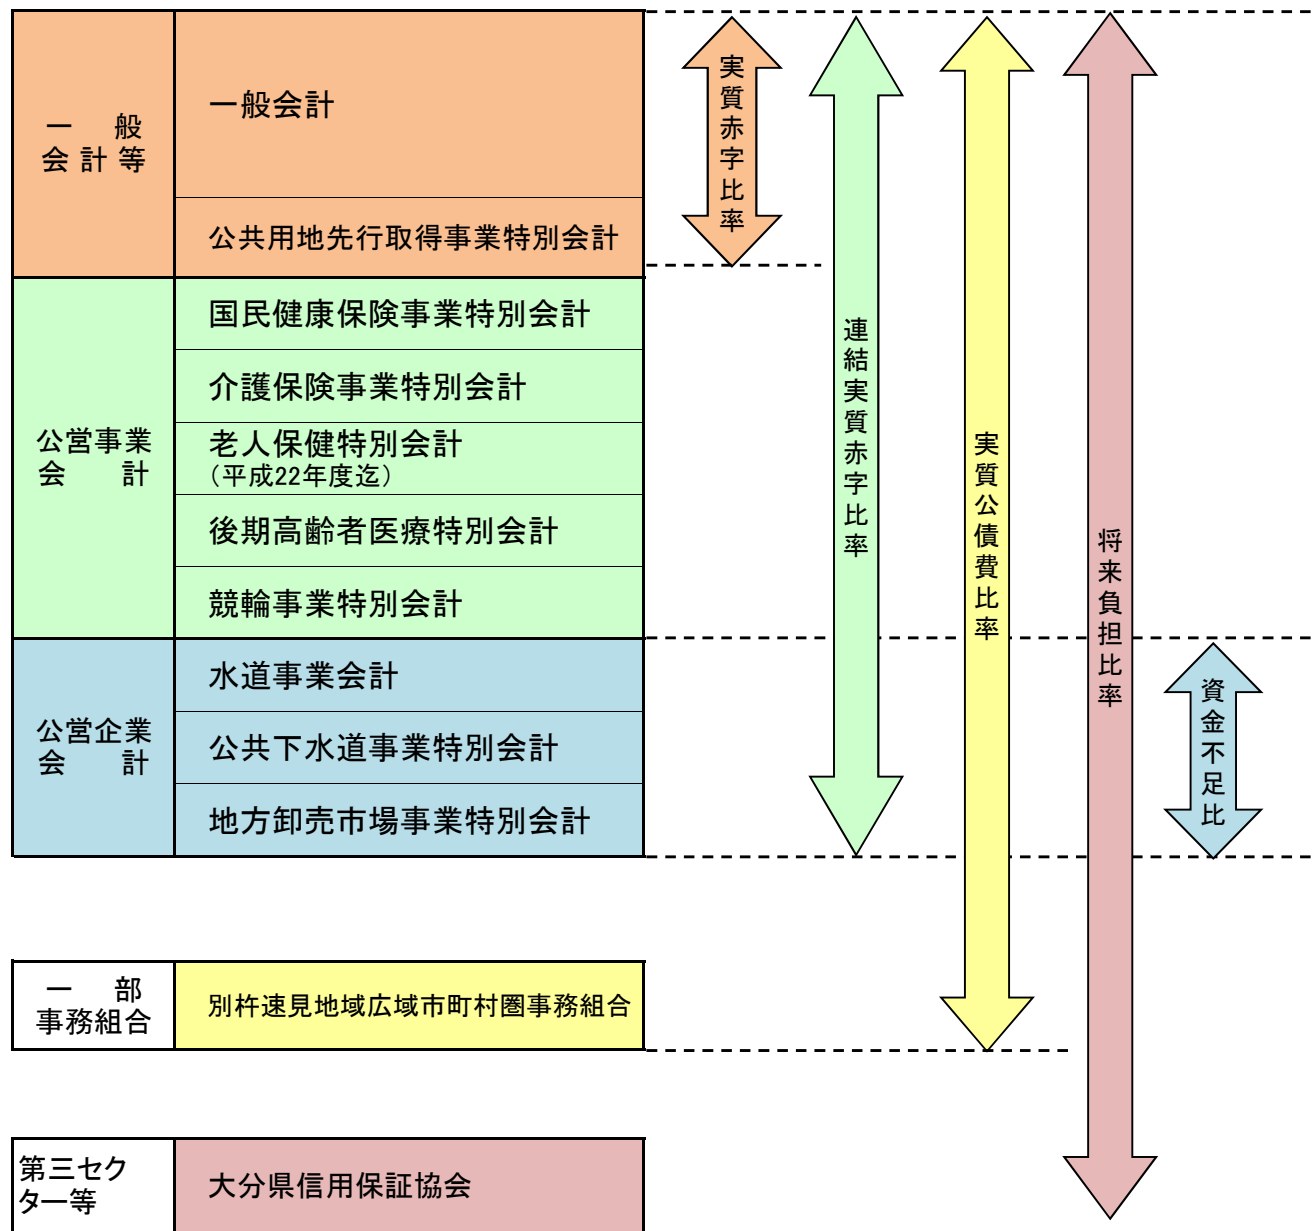 一般
会計等
一般会計
公共用地先行取得事業特別会計
公営事業
会計
国民健康保険事業特別会計
介護保険事業特別会計
老人保健特別会計
（平成22年度迄）
後期高齢者医療特別会計
競輪事業特別会計
公営企業
会計
水道事業会計
公共下水道事業特別会計
地方卸売市場事業特別会計
一部
事務組合
別杵速見地域広域市町村圏事務組合
第三セク
ター等
大分県信用保証協会
実質赤字比率
連結実質赤字比率
実質公債費比率
将来負担比率
資金不足比